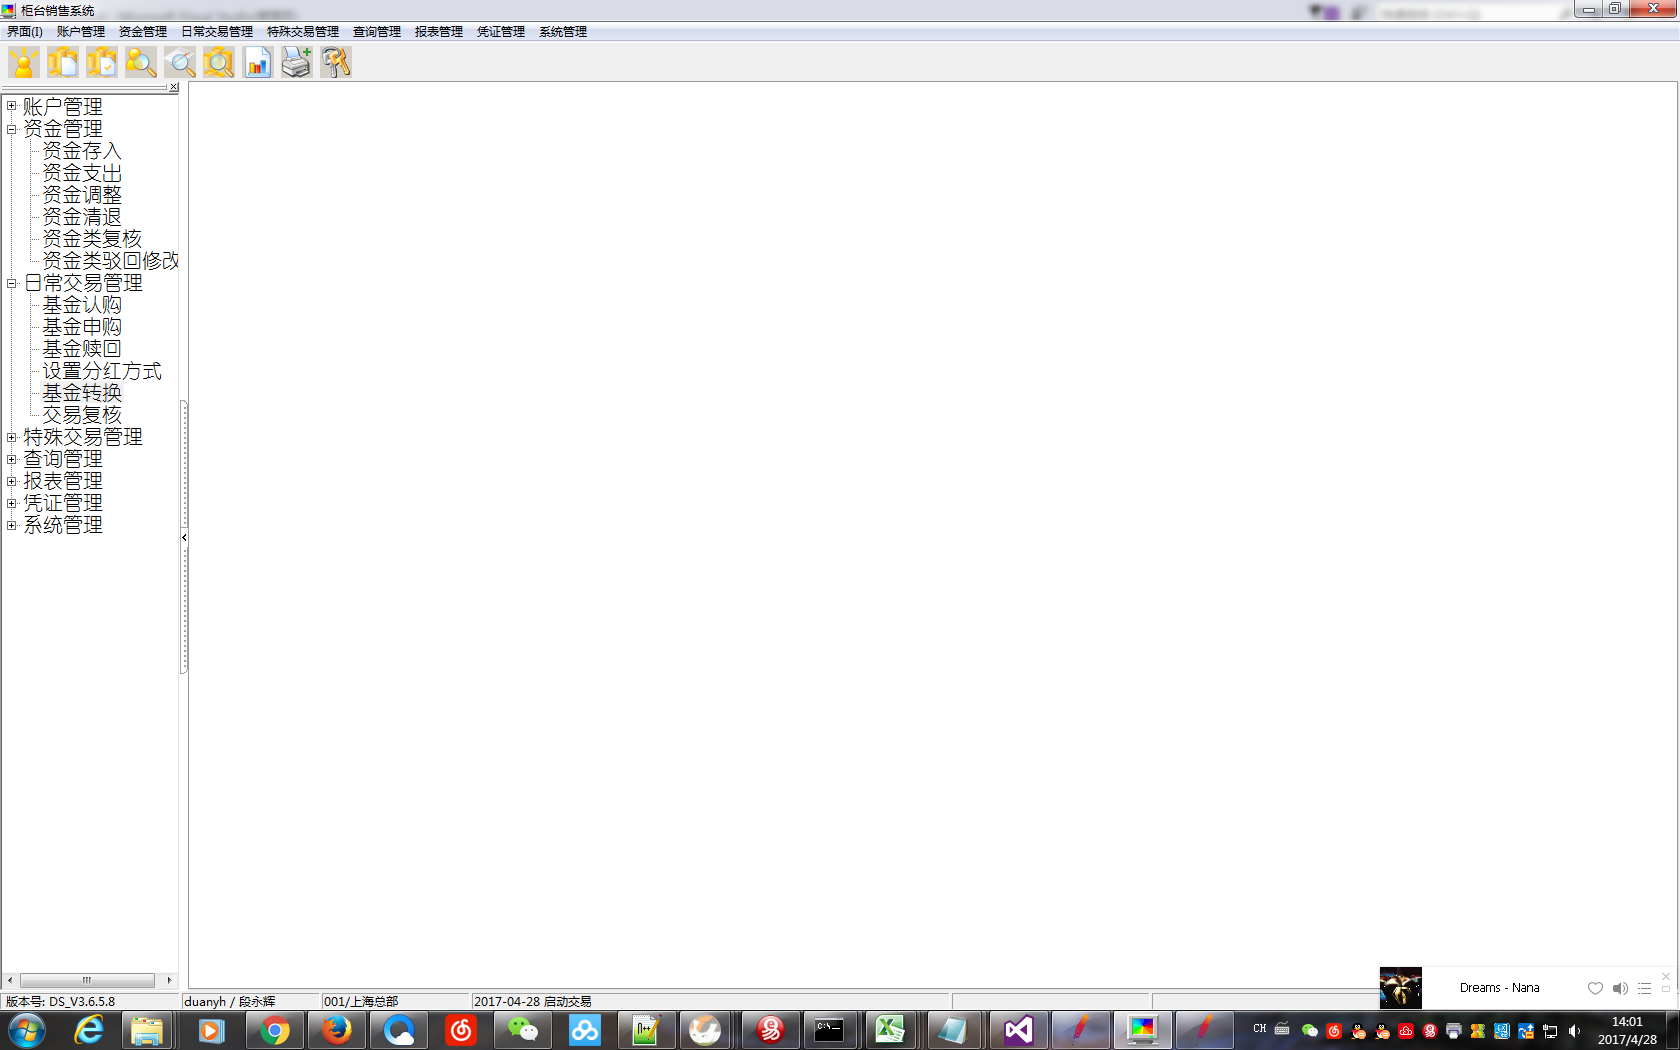 柜台销售系统
界面(I) 账户管理 资金管理 日常交易管理 特殊交易管理 查询管理 报表管理 凭证管理 系统管理
账户管理
资金管理
资金存入
资金支出
资金调整
资金清退
资金类复核
资金类驳回修改
日常交易管理
基金认购
基金申购
基金赎回
设置分红方式
基金转换
交易复核
特殊交易管理
查询管理
报表管理
凭证管理
系统管理
Dreams - Nana
版本号: DS_V3.6.5.8 duanyh / 段永辉 001/上海总部 2017-04-28 启动交易
CH
14:01
2017/4/28